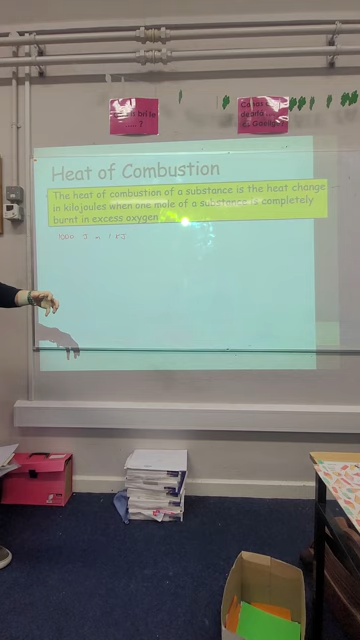 Heat of Combustion
The heat of combustion of a substance is the heat change
in kilojoules when one mole of a substance is completely
burnt in excess oxygen
1000 J = 1 KJ